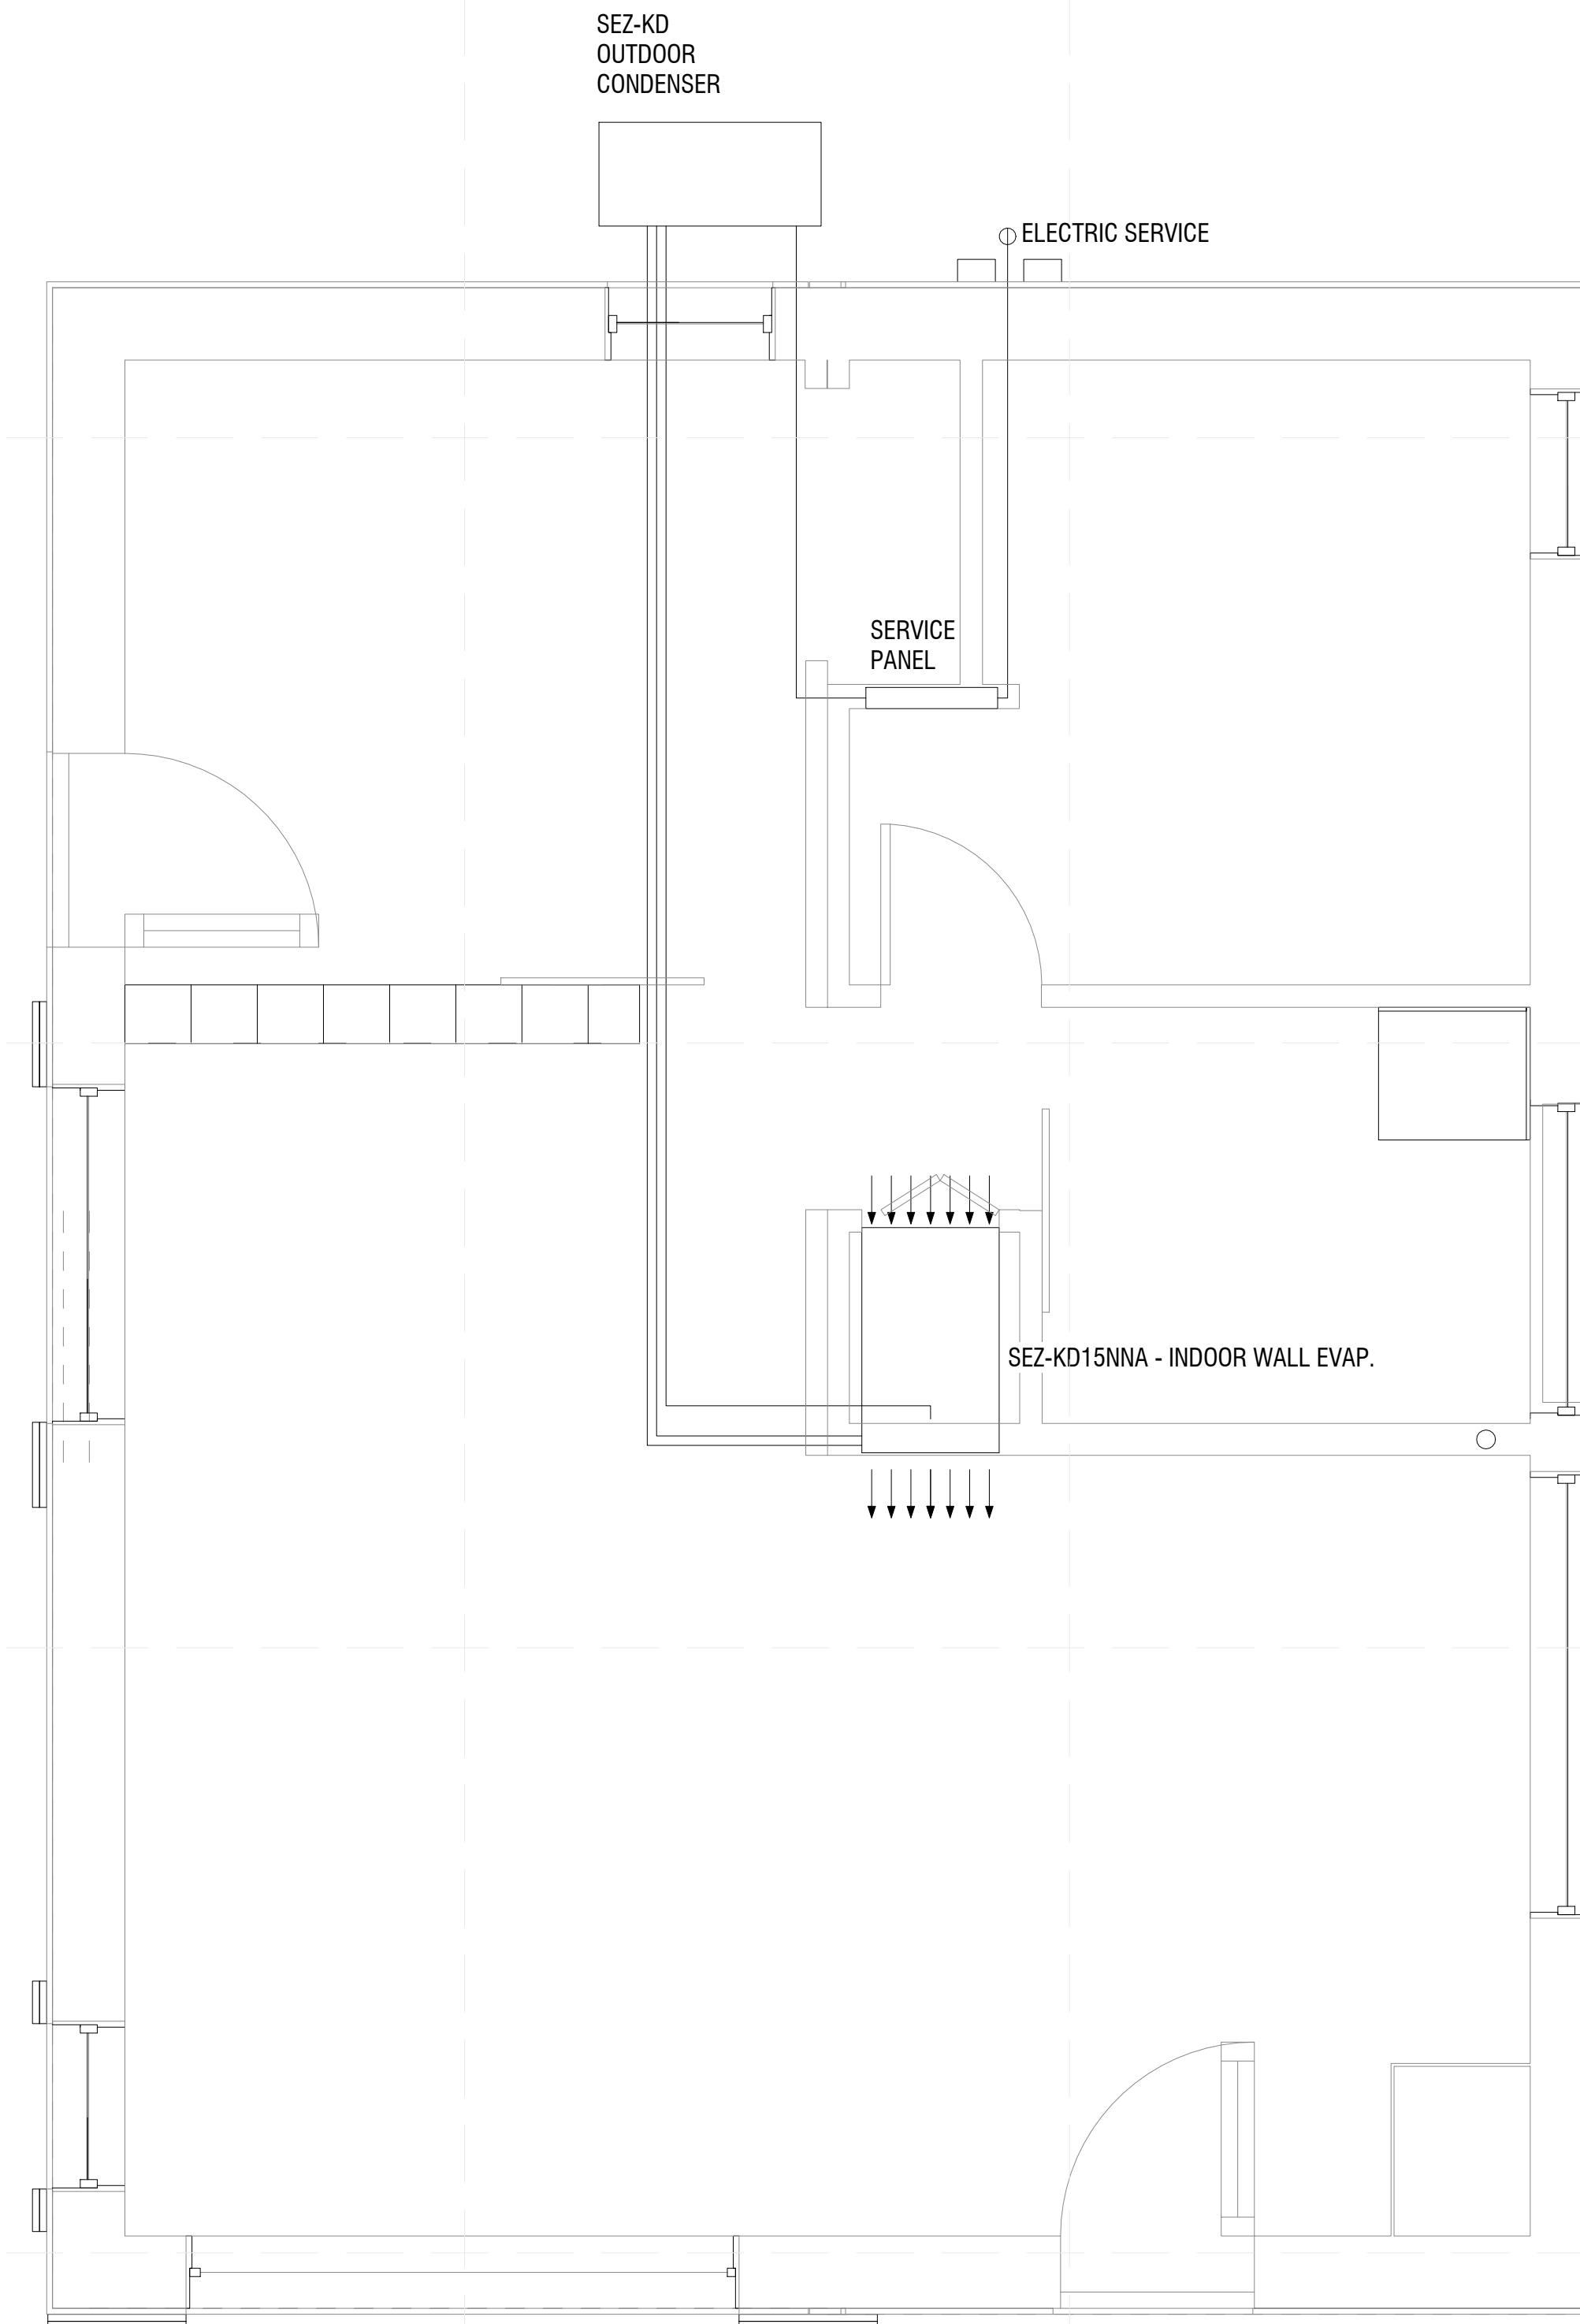 SEZ-KD
OUTDOOR
CONDENSER
ELECTRIC SERVICE
SERVICE
PANEL
SEZ-KD15NNA - INDOOR WALL EVAP.